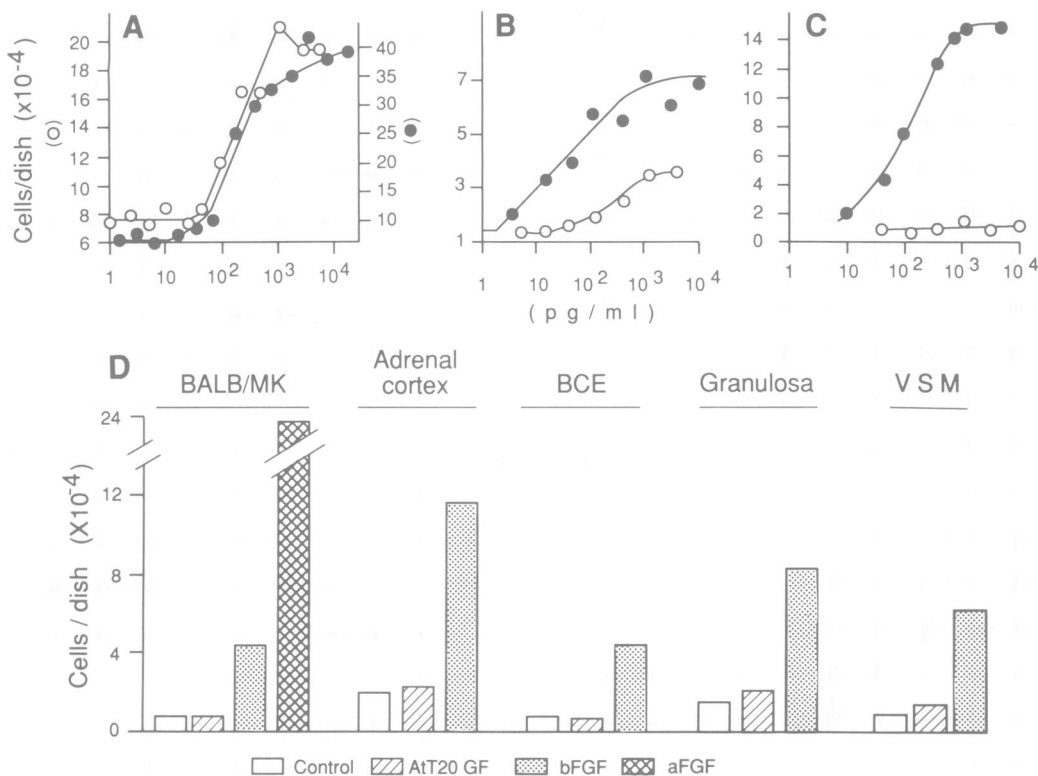 A
B
C
Cells/dish (x10-4)
(○)
20
18
16
14
12
10
8
6
40
35
30
25
20
15
10
(●)
1 10 10² 10³ 10⁴
7
5
3
1
1 10 10² 10³ 10⁴
14
12
10
8
6
4
2
0
1 10 10² 10³ 10⁴
(pg/ml)
D
BALB/MK
Adrenal
cortex
BCE
Granulosa
VSM
Cells / dish (X10-4)
24
12
8
4
0
Control AtT20 GF bFGF aFGF